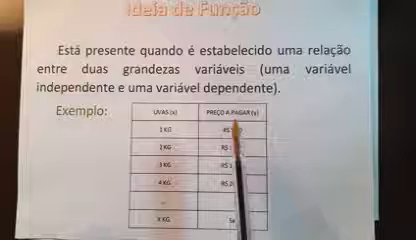 Ideia de Função
Está presente quando é estabelecido uma relação
entre duas grandezas variáveis (uma variável
independente e uma variável dependente).
Exemplo:
UVAS (x) PREÇO A PAGAR (y)
1 KG
2 KG
3 KG
4 KG
X KG